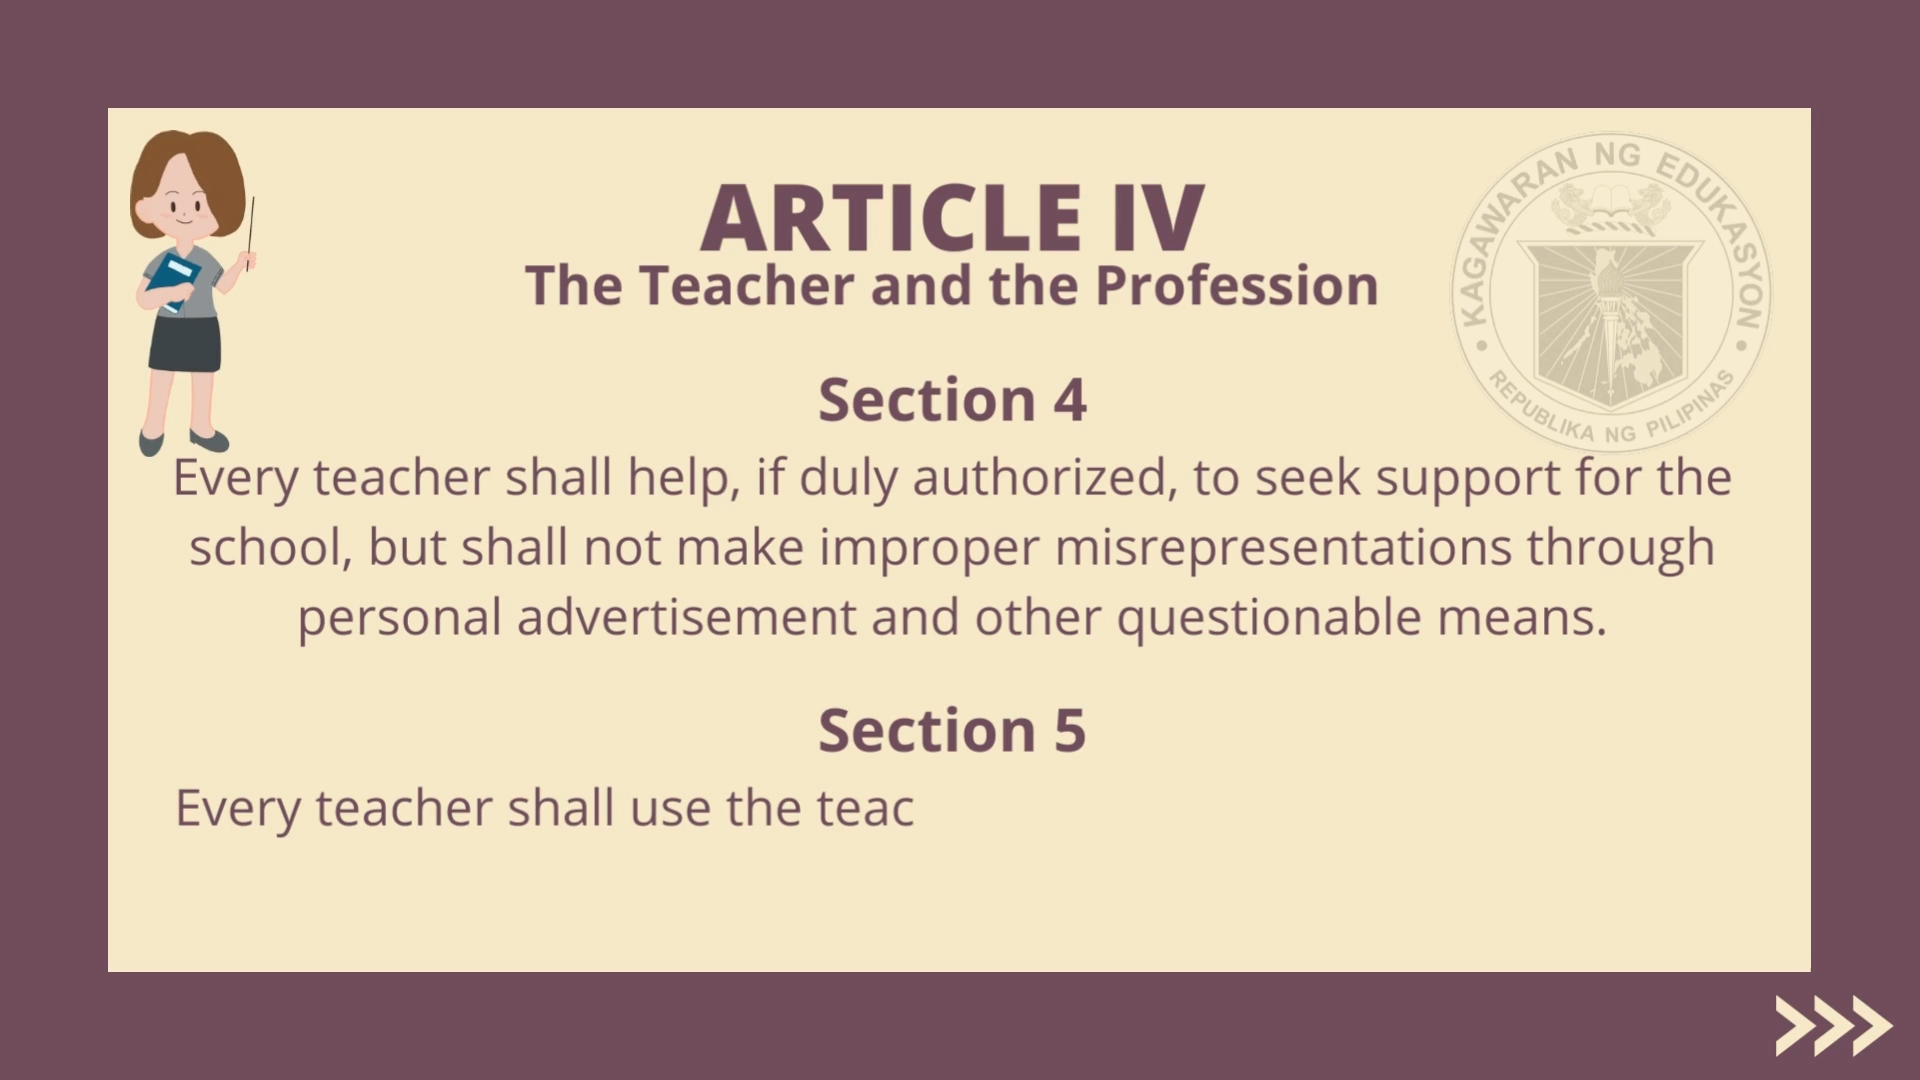 KAGAWARAN NG EDUKASYON
REPUBLIKA NG PILIPINAS
ARTICLE IV
The Teacher and the Profession
Section 4
Every teacher shall help, if duly authorized, to seek support for the
school, but shall not make improper misrepresentations through
personal advertisement and other questionable means.
Section 5
Every teacher shall use the teac